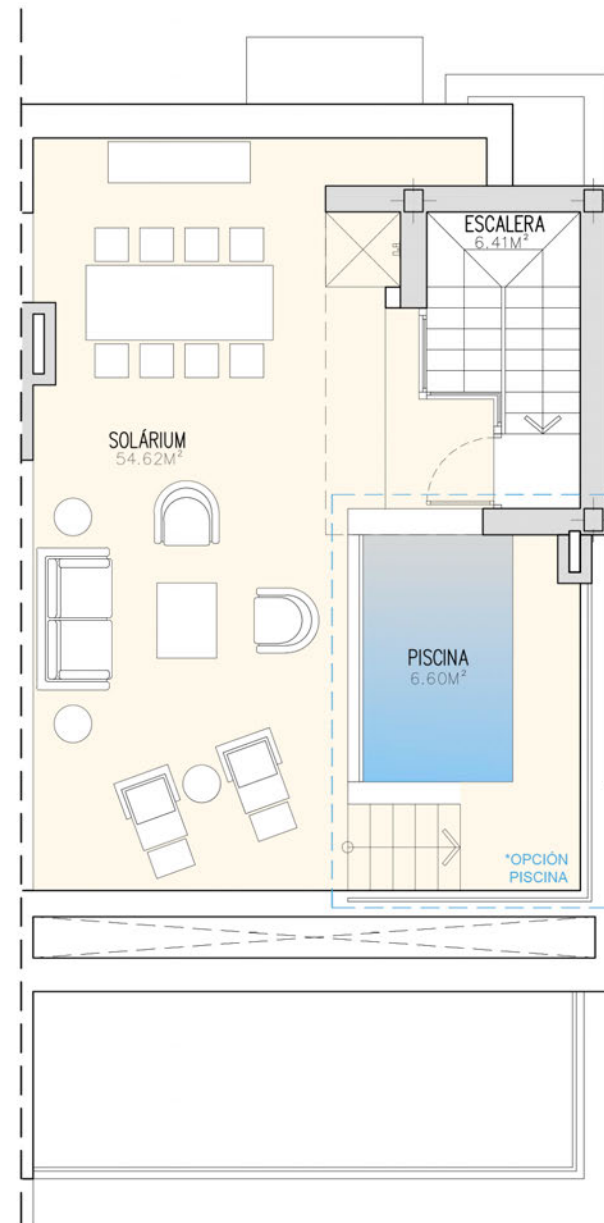 ESCALERA
6.41M²
SOLÁRIUM
54.62M²
PISCINA
6.60M²
*OPCIÓN
PISCINA